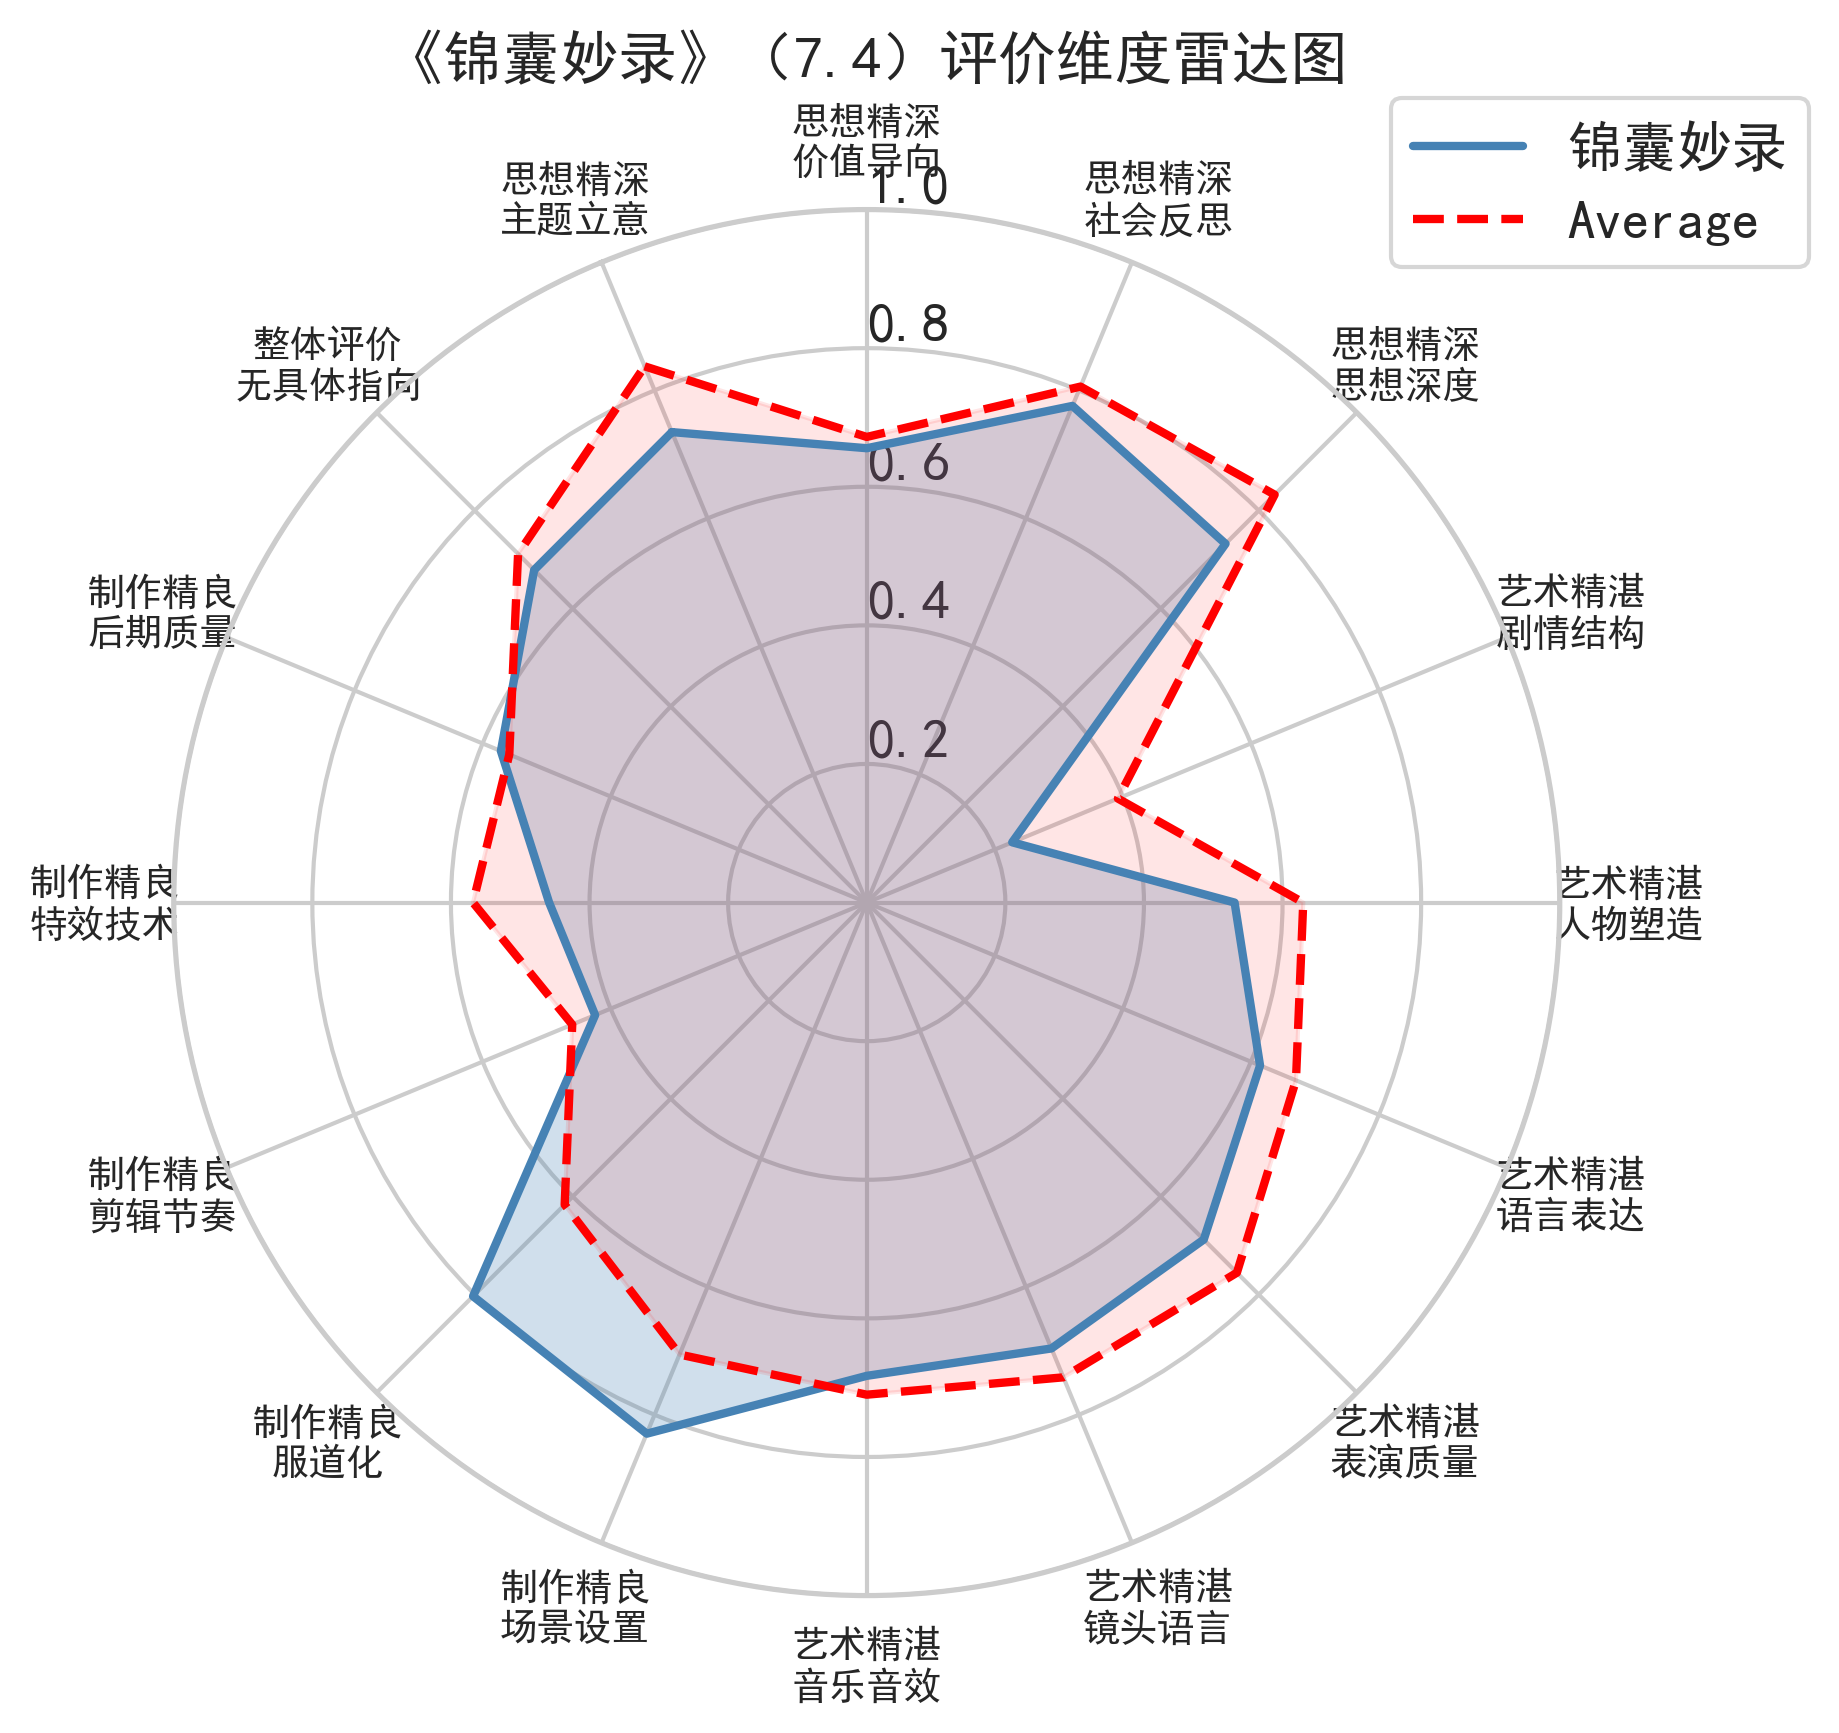 《锦囊妙录》（7.4）评价维度雷达图
锦囊妙录
Average
思想精深
价值导向
思想精深
社会反思
思想精深
思想深度
艺术精湛
剧情结构
艺术精湛
人物塑造
艺术精湛
语言表达
艺术精湛
表演质量
艺术精湛
镜头语言
艺术精湛
音乐音效
制作精良
场景设置
制作精良
服道化
制作精良
剪辑节奏
制作精良
特效技术
制作精良
后期质量
整体评价
无具体指向
思想精深
主题立意
1.0
0.8
0.6
0.4
0.2